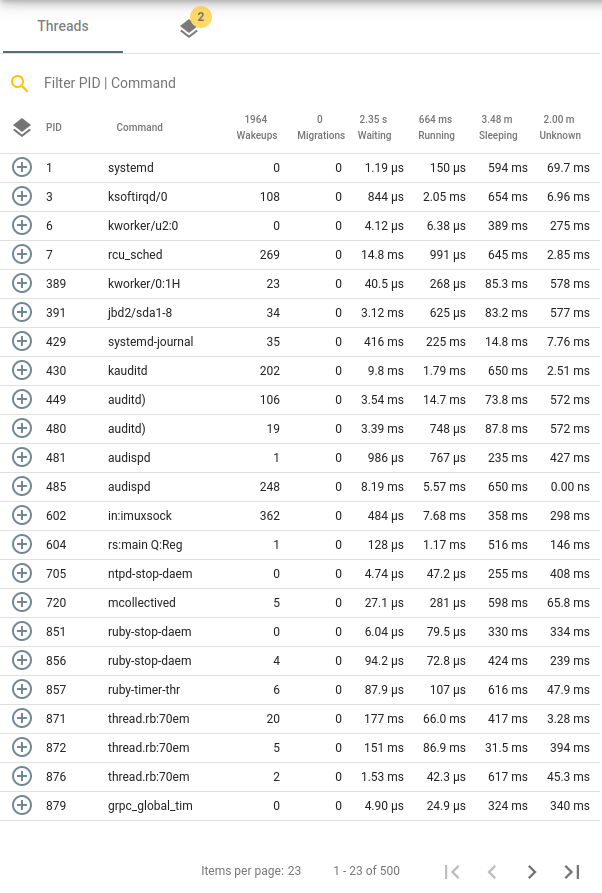 Threads 2
Filter PID | Command
1964 0 2.35 s 664 ms 3.48 m 2.00 m
PID Command Wakeups Migrations Waiting Running Sleeping Unknown
1 systemd 0 0 1.19 µs 150 µs 594 ms 69.7 ms
3 ksoftirqd/0 108 0 844 µs 2.05 ms 654 ms 6.96 ms
6 kworker/u2:0 0 0 4.12 µs 6.38 µs 389 ms 275 ms
7 rcu_sched 269 0 14.8 ms 991 µs 645 ms 2.85 ms
389 kworker/0:1H 23 0 40.5 µs 268 µs 85.3 ms 578 ms
391 jbd2/sda1-8 34 0 3.12 ms 625 µs 83.2 ms 577 ms
429 systemd-journal 35 0 416 ms 225 ms 14.8 ms 7.76 ms
430 kauditd 202 0 9.8 ms 1.79 ms 650 ms 2.51 ms
449 auditd) 106 0 3.54 ms 14.7 ms 73.8 ms 572 ms
480 auditd) 19 0 3.39 ms 748 µs 87.8 ms 572 ms
481 audispd 1 0 986 µs 767 µs 235 ms 427 ms
485 audispd 248 0 8.19 ms 5.57 ms 650 ms 0.00 ns
602 in:imuxsock 362 0 484 µs 7.68 ms 358 ms 298 ms
604 rs:main Q:Reg 1 0 128 µs 1.17 ms 516 ms 146 ms
705 ntpd-stop-daem 0 0 4.74 µs 47.2 µs 255 ms 408 ms
720 mcollectived 5 0 27.1 µs 281 µs 598 ms 65.8 ms
851 ruby-stop-daem 0 0 6.04 µs 79.5 µs 330 ms 334 ms
856 ruby-stop-daem 4 0 94.2 µs 72.8 µs 424 ms 239 ms
857 ruby-timer-thr 6 0 87.9 µs 107 µs 616 ms 47.9 ms
871 thread.rb:70em 20 0 177 ms 66.0 ms 417 ms 3.28 ms
872 thread.rb:70em 5 0 151 ms 86.9 ms 31.5 ms 394 ms
876 thread.rb:70em 2 0 1.53 ms 42.3 µs 617 ms 45.3 ms
879 grpc_global_tim 0 0 4.90 µs 24.9 µs 324 ms 340 ms
Items per page: 23 1 - 23 of 500